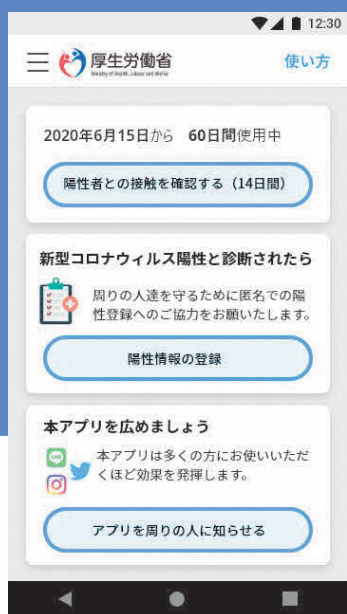 12:30
厚生労働省
Ministry of Health, Labour and Welfare
使い方
2020年6月15日から 60日間使用中
陽性者との接触を確認する（14日間）
新型コロナウィルス陽性と診断されたら
周りの人達を守るために匿名での陽
性登録へのご協力をお願いいたします。
陽性情報の登録
本アプリを広めましょう
LINE
本アプリは多くの方にお使いいただ
くほど効果を発揮します。
アプリを周りの人に知らせる